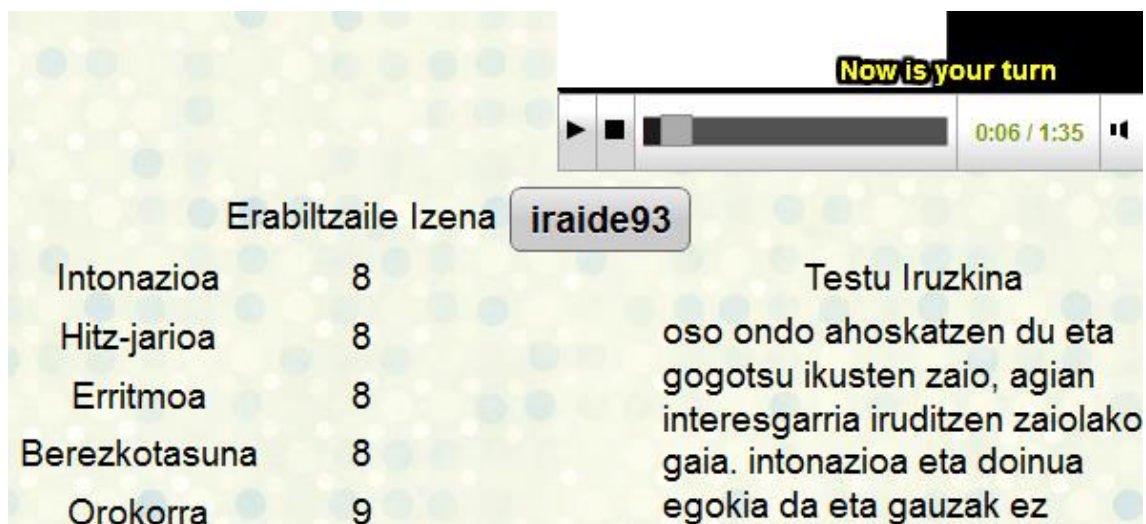 Now is your turn
0:06 / 1:35
Erabiltzaile Izena iraide93
Intonazioa 8
Hitz-jarioa 8
Erritmoa 8
Berezkotasuna 8
Orokorra 9
Testu Iruzkina
oso ondo ahoskatzen du eta
gogotsu ikusten zaio, agian
interesgarria iruditzen zaiolako
gaia. intonazioa eta doinua
egokia da eta gauzak ez